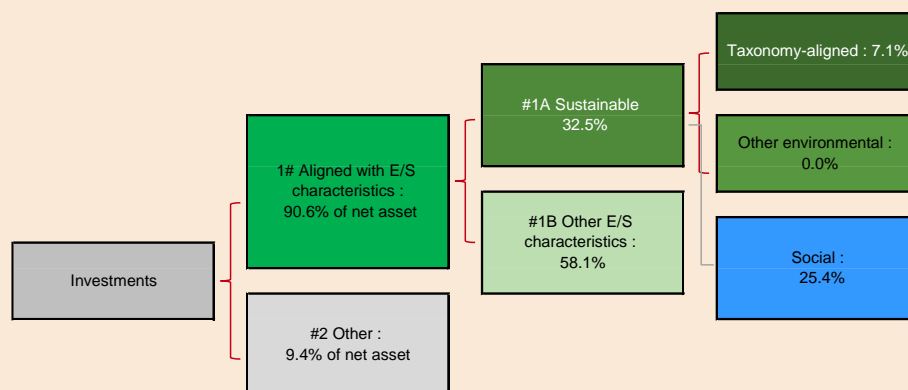 Investments
1# Aligned with E/S
characteristics :
90.6% of net asset
#2 Other :
9.4% of net asset
#1A Sustainable
32.5%
#1B Other E/S
characteristics :
58.1%
Taxonomy-aligned : 7.1%
Other environmental :
0.0%
Social :
25.4%